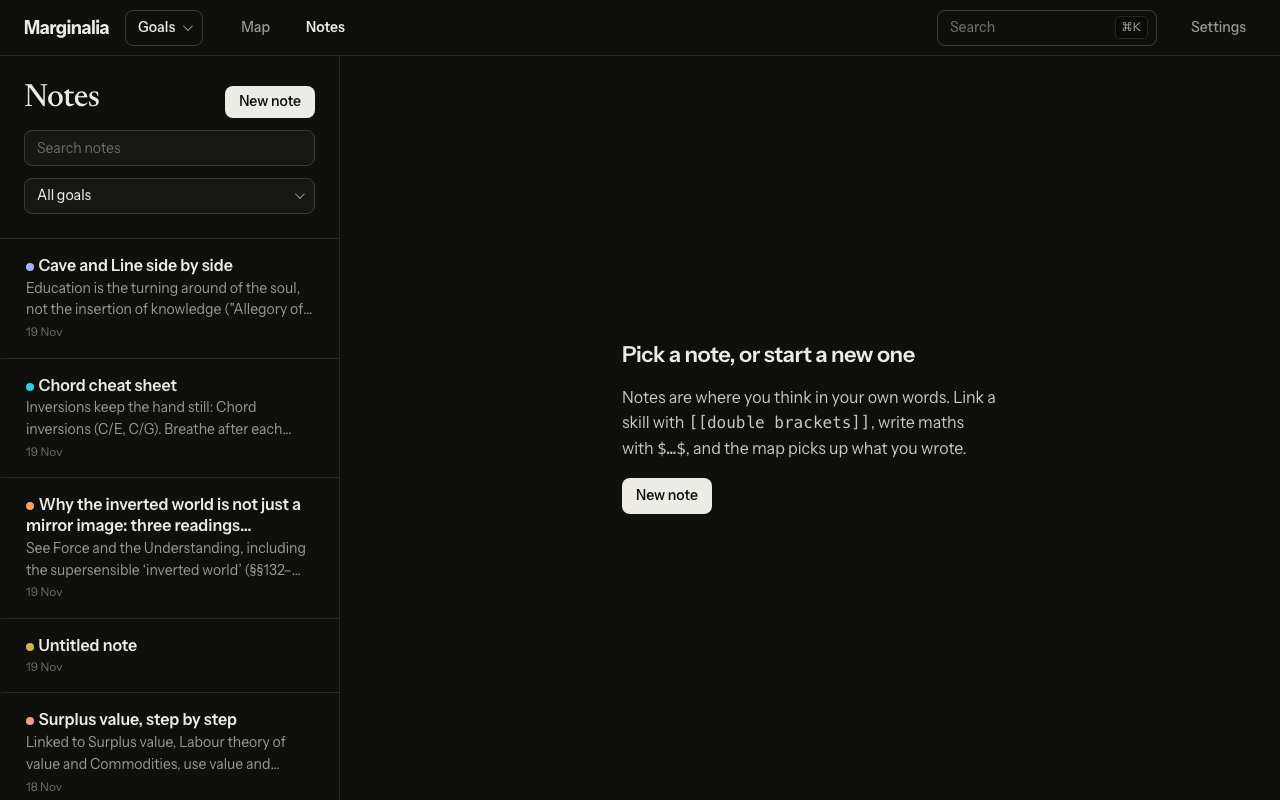 Marginalia
Goals
Map
Notes
Search
⌘K
Settings
Notes
New note
Search notes
All goals
Cave and Line side by side
Education is the turning around of the soul,
not the insertion of knowledge ("Allegory of...
19 Nov
Chord cheat sheet
Inversions keep the hand still: Chord
inversions (C/E, C/G). Breathe after each...
19 Nov
Why the inverted world is not just a
mirror image: three readings...
See Force and the Understanding, including
the supersensible ‘inverted world’ (§§132–...
19 Nov
Untitled note
19 Nov
Surplus value, step by step
Linked to Surplus value, Labour theory of
value and Commodities, use value and...
18 Nov
Pick a note, or start a new one
Notes are where you think in your own words. Link a
skill with [[double brackets]], write maths
with $…$, and the map picks up what you wrote.
New note